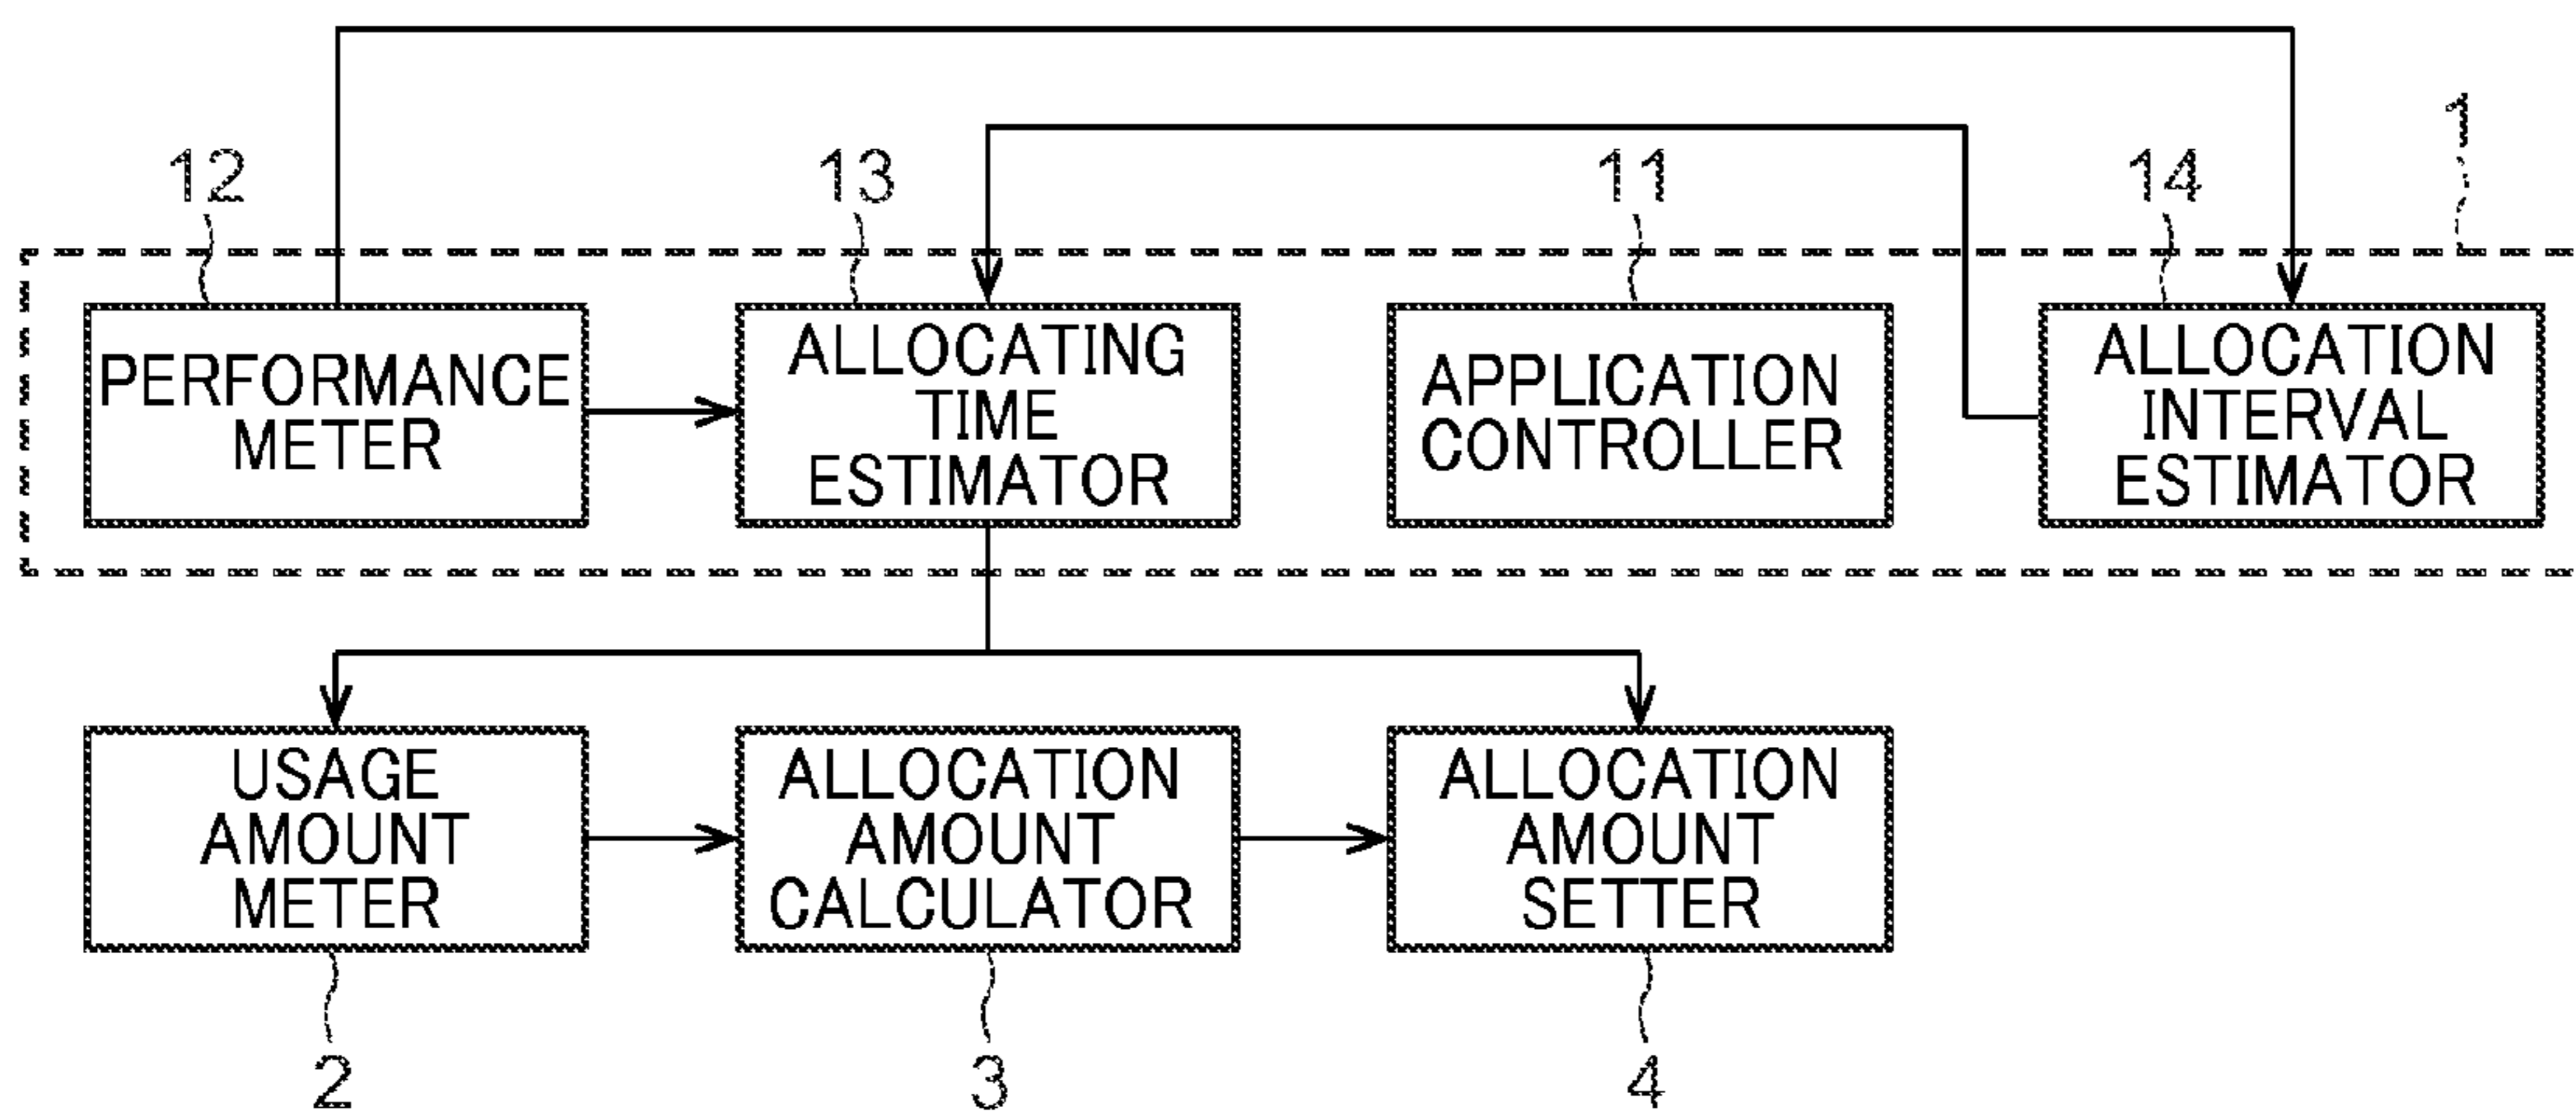 1
12
13
11
14
PERFORMANCE
METER
ALLOCATING
TIME
ESTIMATOR
APPLICATION
CONTROLLER
ALLOCATION
INTERVAL
ESTIMATOR
USAGE
AMOUNT
METER
ALLOCATION
AMOUNT
CALCULATOR
ALLOCATION
AMOUNT
SETTER
2
3
4